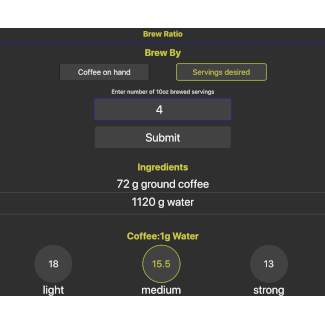 Brew Ratio
Brew By
Coffee on hand
Servings desired
Enter number of 10oz brewed servings
4
Submit
Ingredients
72 g ground coffee
1120 g water
Coffee:1g Water
18
15.5
13
light
medium
strong